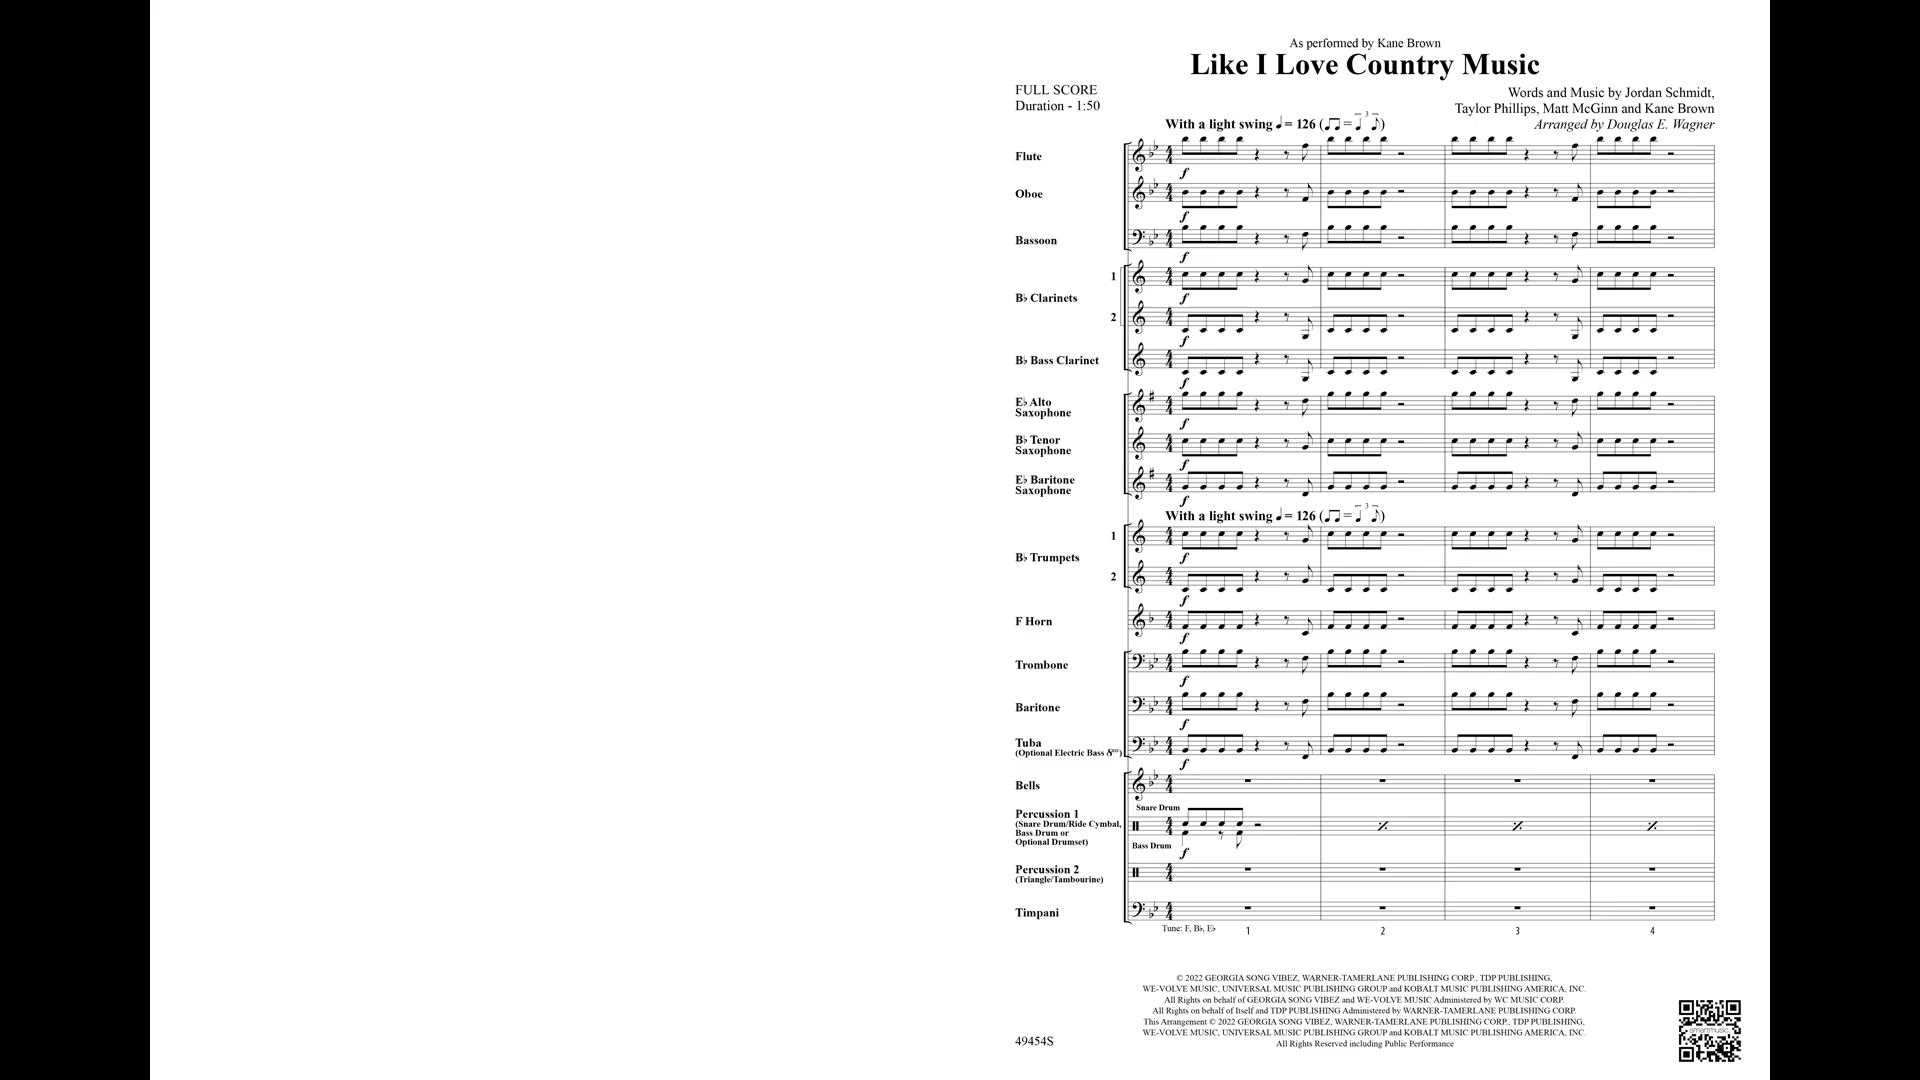 As performed by Kane Brown
Like I Love Country Music
FULL SCORE
Duration - 1:50
Words and Music by Jordan Schmidt,
Taylor Phillips, Matt McGinn and Kane Brown
Arranged by Douglas E. Wagner
With a light swing ♩ = 126 (♫ = ♩ ♪) 3
Flute
f
Oboe
f
Bassoon
f
B♭ Clarinets
1
f
2
f
B♭ Bass Clarinet
f
E♭ Alto
Saxophone
f
B♭ Tenor
Saxophone
f
E♭ Baritone
Saxophone
f
With a light swing ♩ = 126 (♫ = ♩ ♪) 3
B♭ Trumpets
1
f
2
f
F Horn
f
Trombone
f
Baritone
f
Tuba
(Optional Electric Bass 8va)
f
Bells
Percussion 1
(Snare Drum/Ride Cymbal,
Bass Drum or
Optional Drumset)
Snare Drum
Bass Drum
f
Percussion 2
(Triangle/Tambourine)
Timpani
Tune: F, B♭, E♭
1 2 3 4
© 2022 GEORGIA SONG VIBEZ, WARNER-TAMERLANE PUBLISHING CORP., TDP PUBLISHING,
WE-VOLVE MUSIC, UNIVERSAL MUSIC PUBLISHING GROUP and KOBALT MUSIC PUBLISHING AMERICA, INC.
All Rights on behalf of GEORGIA SONG VIBEZ and WE-VOLVE MUSIC Administered by WC MUSIC CORP.
All Rights on behalf of Itself and TDP PUBLISHING Administered by WARNER-TAMERLANE PUBLISHING CORP.
This Arrangement © 2022 GEORGIA SONG VIBEZ, WARNER-TAMERLANE PUBLISHING CORP., TDP PUBLISHING,
WE-VOLVE MUSIC, UNIVERSAL MUSIC PUBLISHING GROUP and KOBALT MUSIC PUBLISHING AMERICA, INC.
All Rights Reserved including Public Performance
49454S
smartmusic